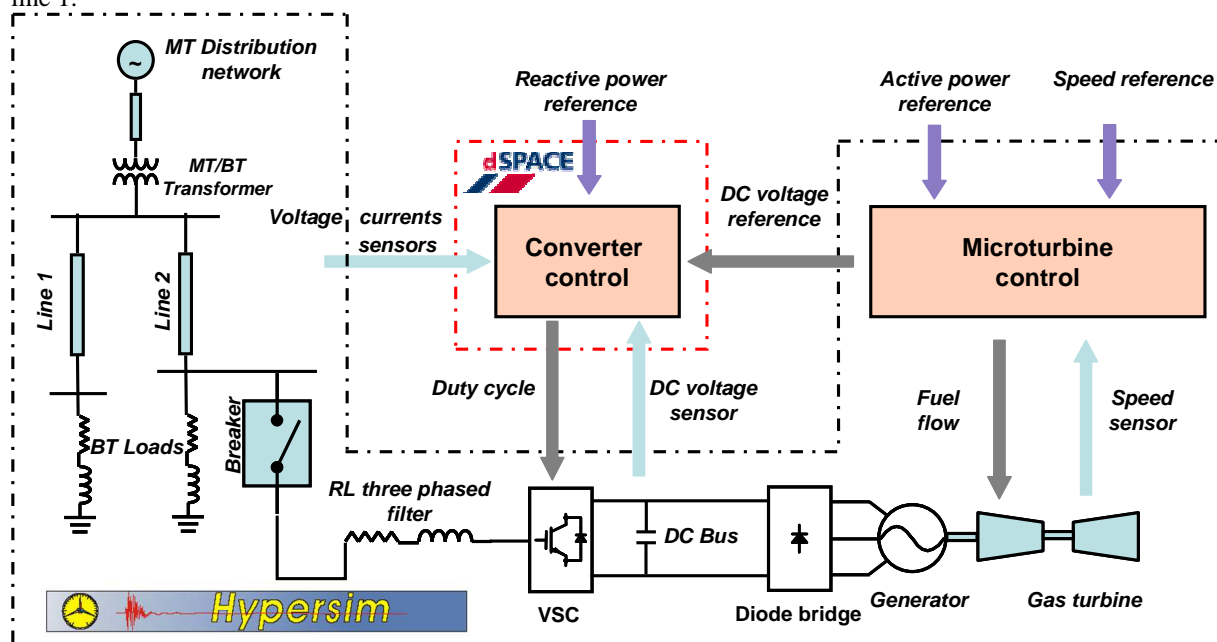 line 1.
MT Distribution
network
~
MT/BT
Transformer
Line 1
Line 2
BT Loads
Breaker
RL three phased
filter
Voltage currents
sensors
Reactive power
reference
dSPACE
Converter
control
DC voltage
reference
Active power
reference
Speed reference
Microturbine
control
Duty cycle
DC voltage
sensor
Fuel
flow
Speed
sensor
DC Bus
VSC
Diode bridge
Generator
Gas turbine
Hypersim